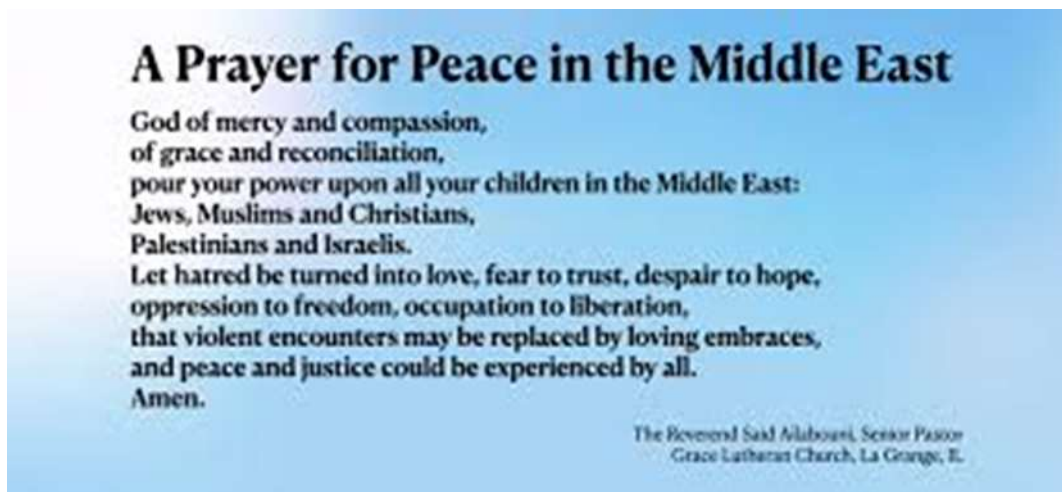 A Prayer for Peace in the Middle East
God of mercy and compassion,
of grace and reconciliation,
pour your power upon all your children in the Middle East:
Jews, Muslims and Christians,
Palestinians and Israelis.
Let hatred be turned into love, fear to trust, despair to hope,
oppression to freedom, occupation to liberation,
that violent encounters may be replaced by loving embraces,
and peace and justice could be experienced by all.
Amen.
The Reverend Said Ailabouni, Senior Pastor
Grace Lutheran Church, La Grange, IL